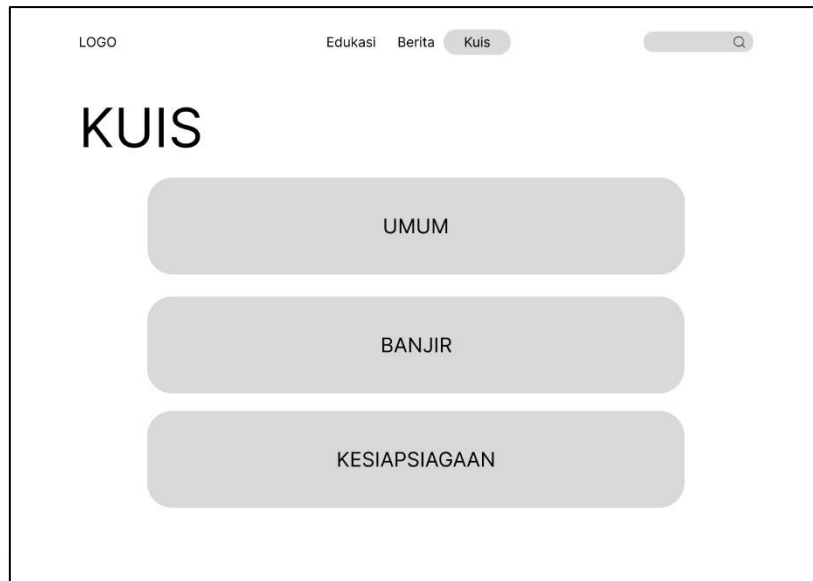 LOGO Edukasi Berita Kuis
KUIS
UMUM
BANJIR
KESIAPSIAGAAN